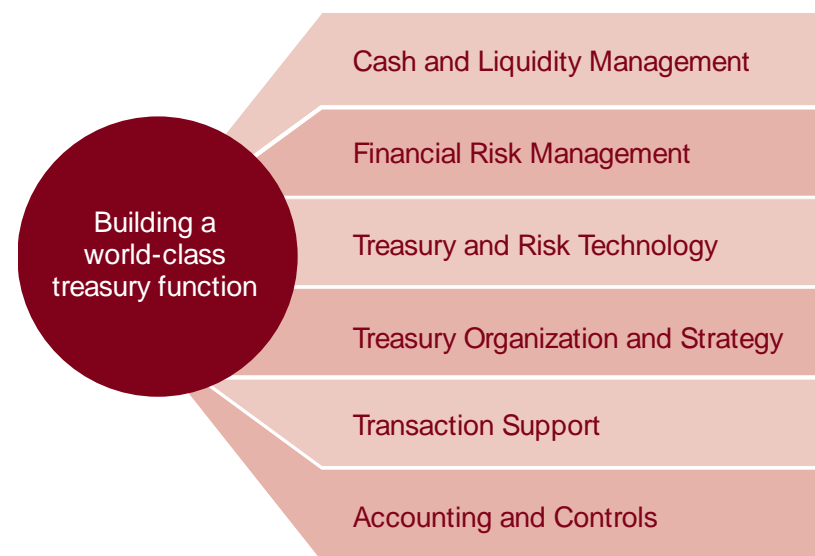 Building a
world-class
treasury function
Cash and Liquidity Management
Financial Risk Management
Treasury and Risk Technology
Treasury Organization and Strategy
Transaction Support
Accounting and Controls